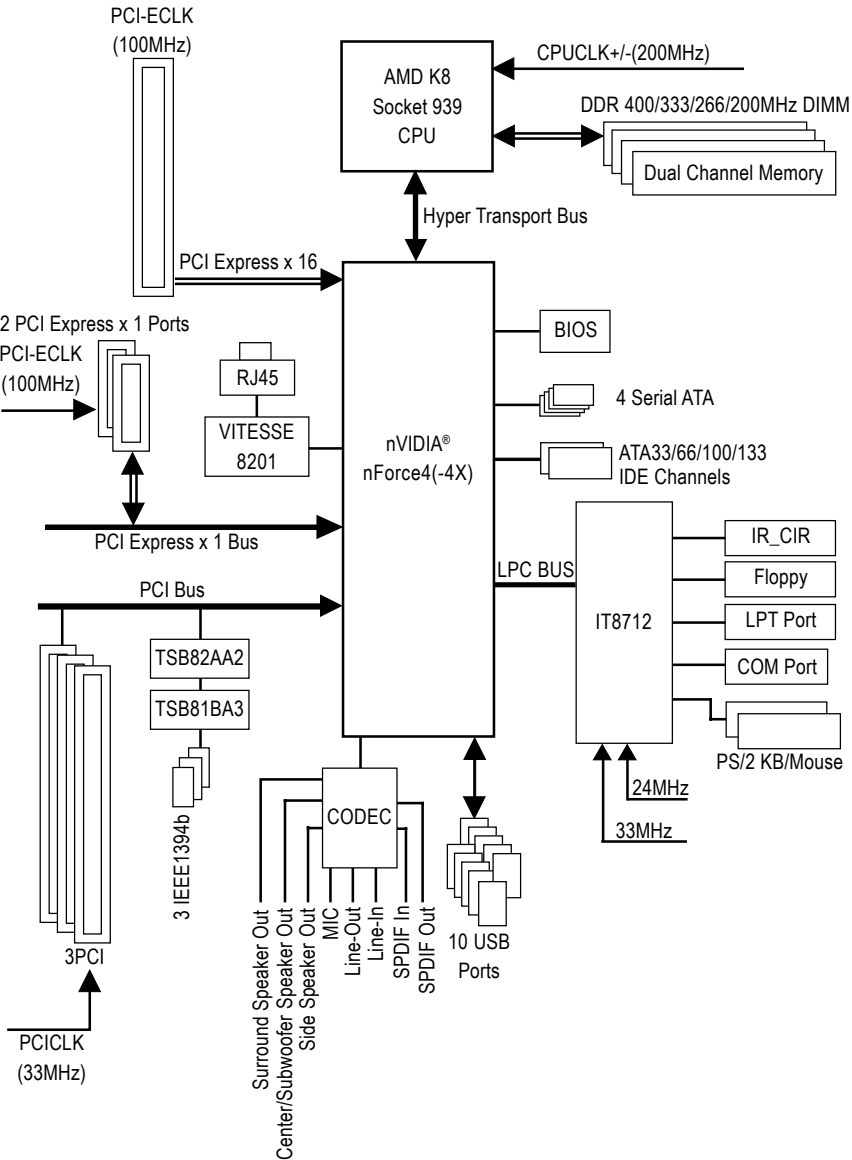 PCI-ECLK
(100MHz)
AMD K8
Socket 939
CPU
CPUCLK+/-(200MHz)
DDR 400/333/266/200MHz DIMM
Dual Channel Memory
Hyper Transport Bus
PCI Express x 16
2 PCI Express x 1 Ports
PCI-ECLK
(100MHz)
RJ45
VITESSE
8201
nVIDIA®
nForce4(-4X)
BIOS
4 Serial ATA
ATA33/66/100/133
IDE Channels
PCI Express x 1 Bus
LPC BUS
IT8712
IR_CIR
Floppy
LPT Port
COM Port
PS/2 KB/Mouse
24MHz
33MHz
PCI Bus
TSB82AA2
TSB81BA3
3 IEEE1394b
3PCI
PCICLK
(33MHz)
CODEC
Surround Speaker Out
Center/Subwoofer Speaker Out
Side Speaker Out
MIC
Line-Out
Line-In
SPDIF In
SPDIF Out
10 USB
Ports